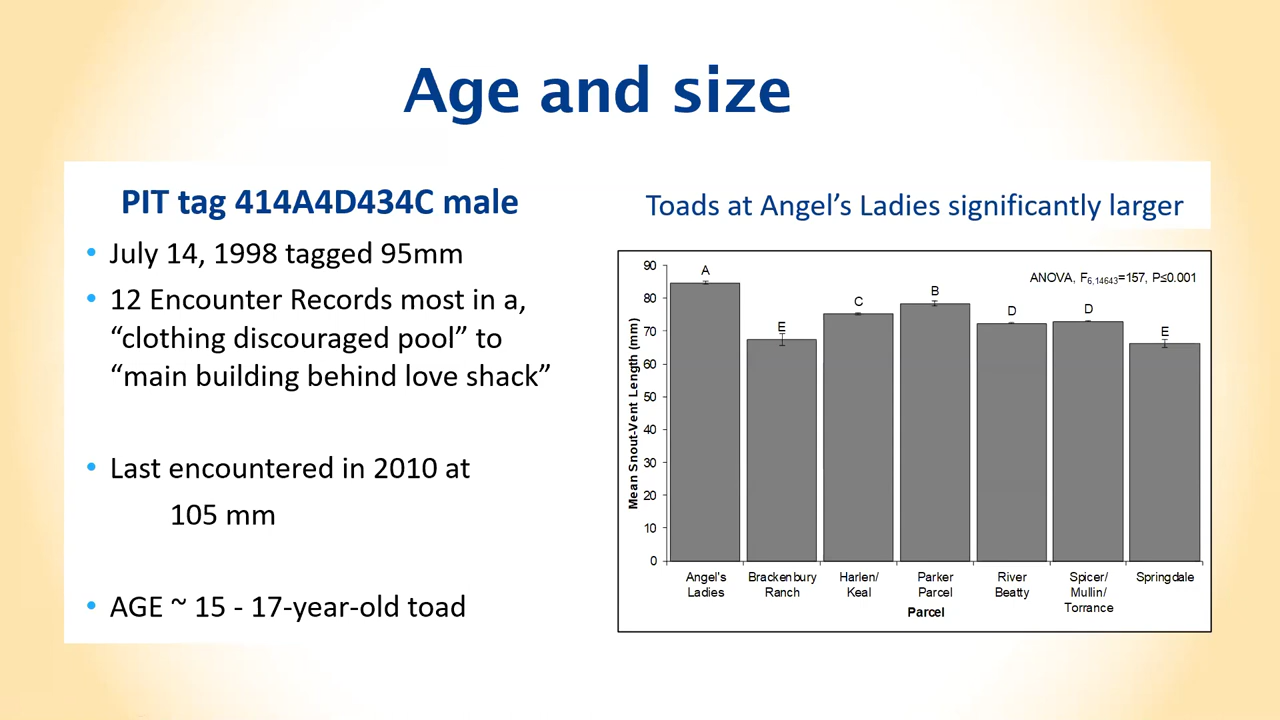 Age and size
PIT tag 414A4D434C male
• July 14, 1998 tagged 95mm
• 12 Encounter Records most in a,
“clothing discouraged pool” to
“main building behind love shack”
• Last encountered in 2010 at
105 mm
• AGE ~ 15 - 17-year-old toad
Toads at Angel’s Ladies significantly larger
ANOVA, F6,14643=157, P≤0.001
Mean Snout-Vent Length (mm)
90
80
70
60
50
40
30
20
10
0
A
E
C
B
D
D
E
Angel's
Ladies
Brackenbury
Ranch
Harlen/
Keal
Parker
Parcel
River
Beatty
Spicer/
Mullin/
Torrance
Springdale
Parcel